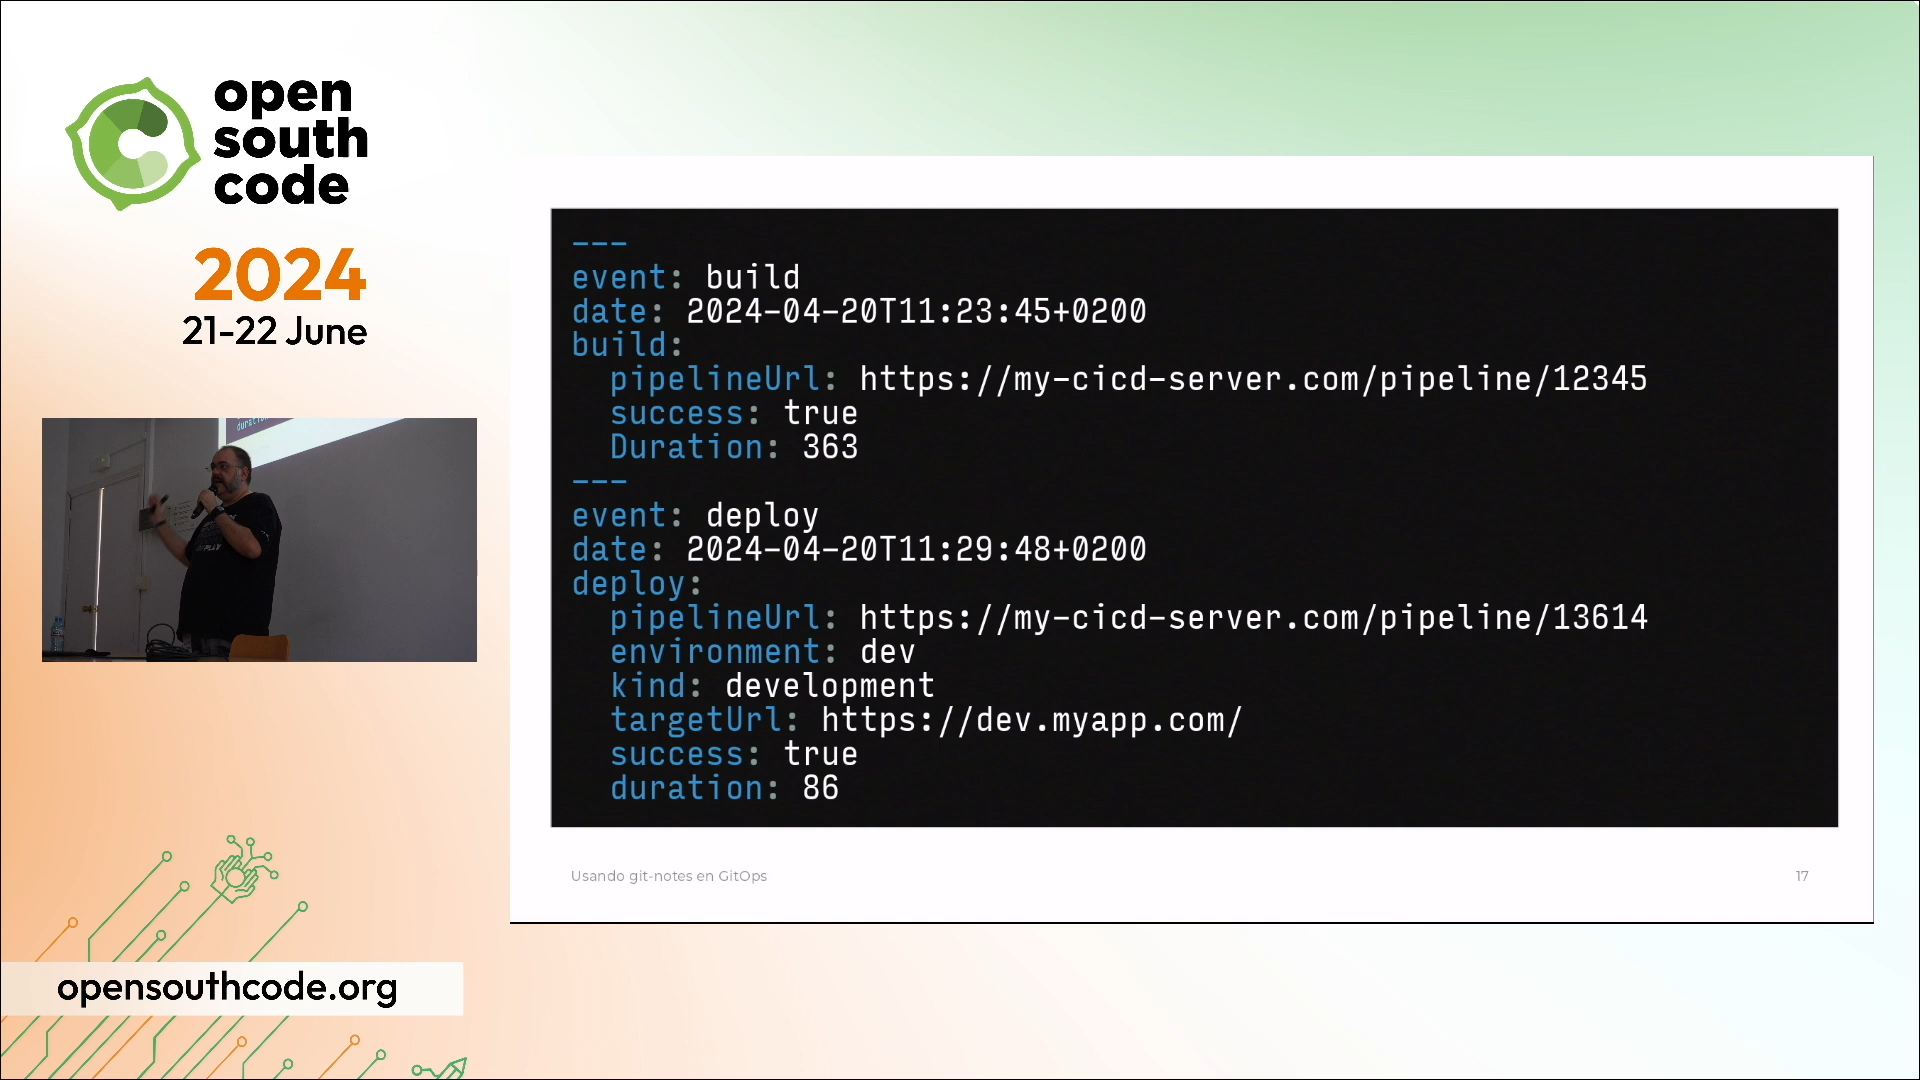 open
south
code
2024
21-22 June
---
event: build
date: 2024-04-20T11:23:45+0200
build:
  pipelineUrl: https://my-cicd-server.com/pipeline/12345
  success: true
  Duration: 363
---
event: deploy
date: 2024-04-20T11:29:48+0200
deploy:
  pipelineUrl: https://my-cicd-server.com/pipeline/13614
  environment: dev
  kind: development
  targetUrl: https://dev.myapp.com/
  success: true
  duration: 86
Usando git-notes en GitOps
17
opensouthcode.org